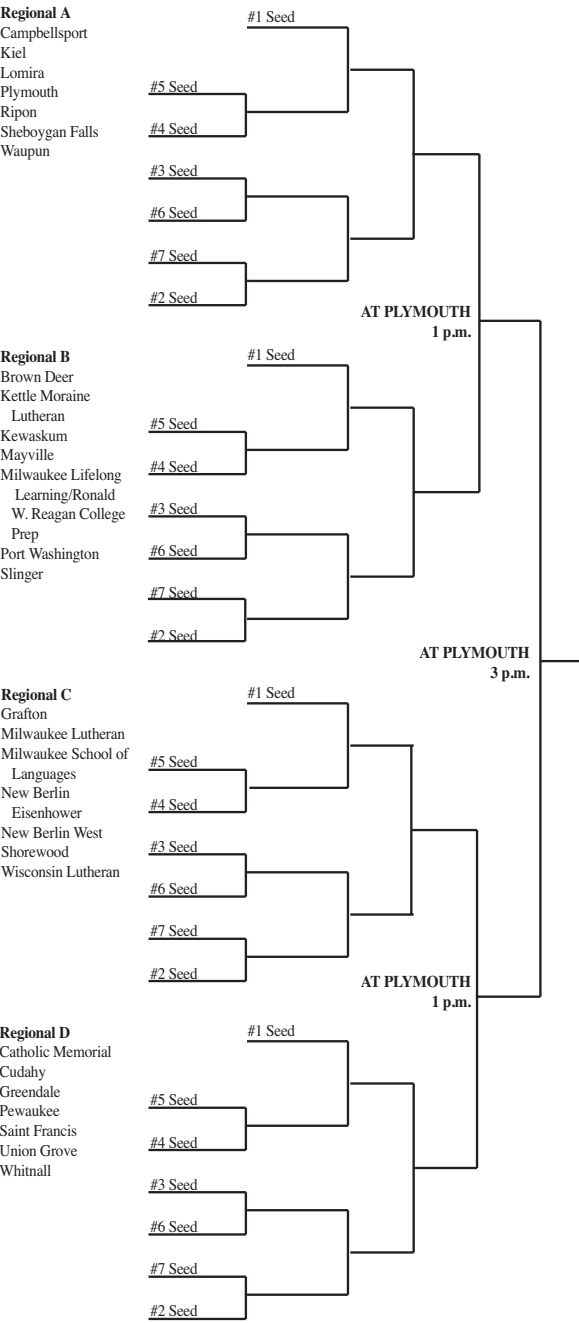 Regional A
Campbellsport
Kiel
Lomira
Plymouth
Ripon
Sheboygan Falls
Waupun
#1 Seed
#5 Seed
#4 Seed
#3 Seed
#6 Seed
#7 Seed
#2 Seed
AT PLYMOUTH
1 p.m.
Regional B
Brown Deer
Kettle Moraine
Lutheran
Kewaskum
Mayville
Milwaukee Lifelong
Learning/Ronald
W. Reagan College
Prep
Port Washington
Slinger
#1 Seed
#5 Seed
#4 Seed
#3 Seed
#6 Seed
#7 Seed
#2 Seed
AT PLYMOUTH
3 p.m.
Regional C
Grafton
Milwaukee Lutheran
Milwaukee School of
Languages
New Berlin
Eisenhower
New Berlin West
Shorewood
Wisconsin Lutheran
#1 Seed
#5 Seed
#4 Seed
#3 Seed
#6 Seed
#7 Seed
#2 Seed
AT PLYMOUTH
1 p.m.
Regional D
Catholic Memorial
Cudahy
Greendale
Pewaukee
Saint Francis
Union Grove
Whitnall
#1 Seed
#5 Seed
#4 Seed
#3 Seed
#6 Seed
#7 Seed
#2 Seed